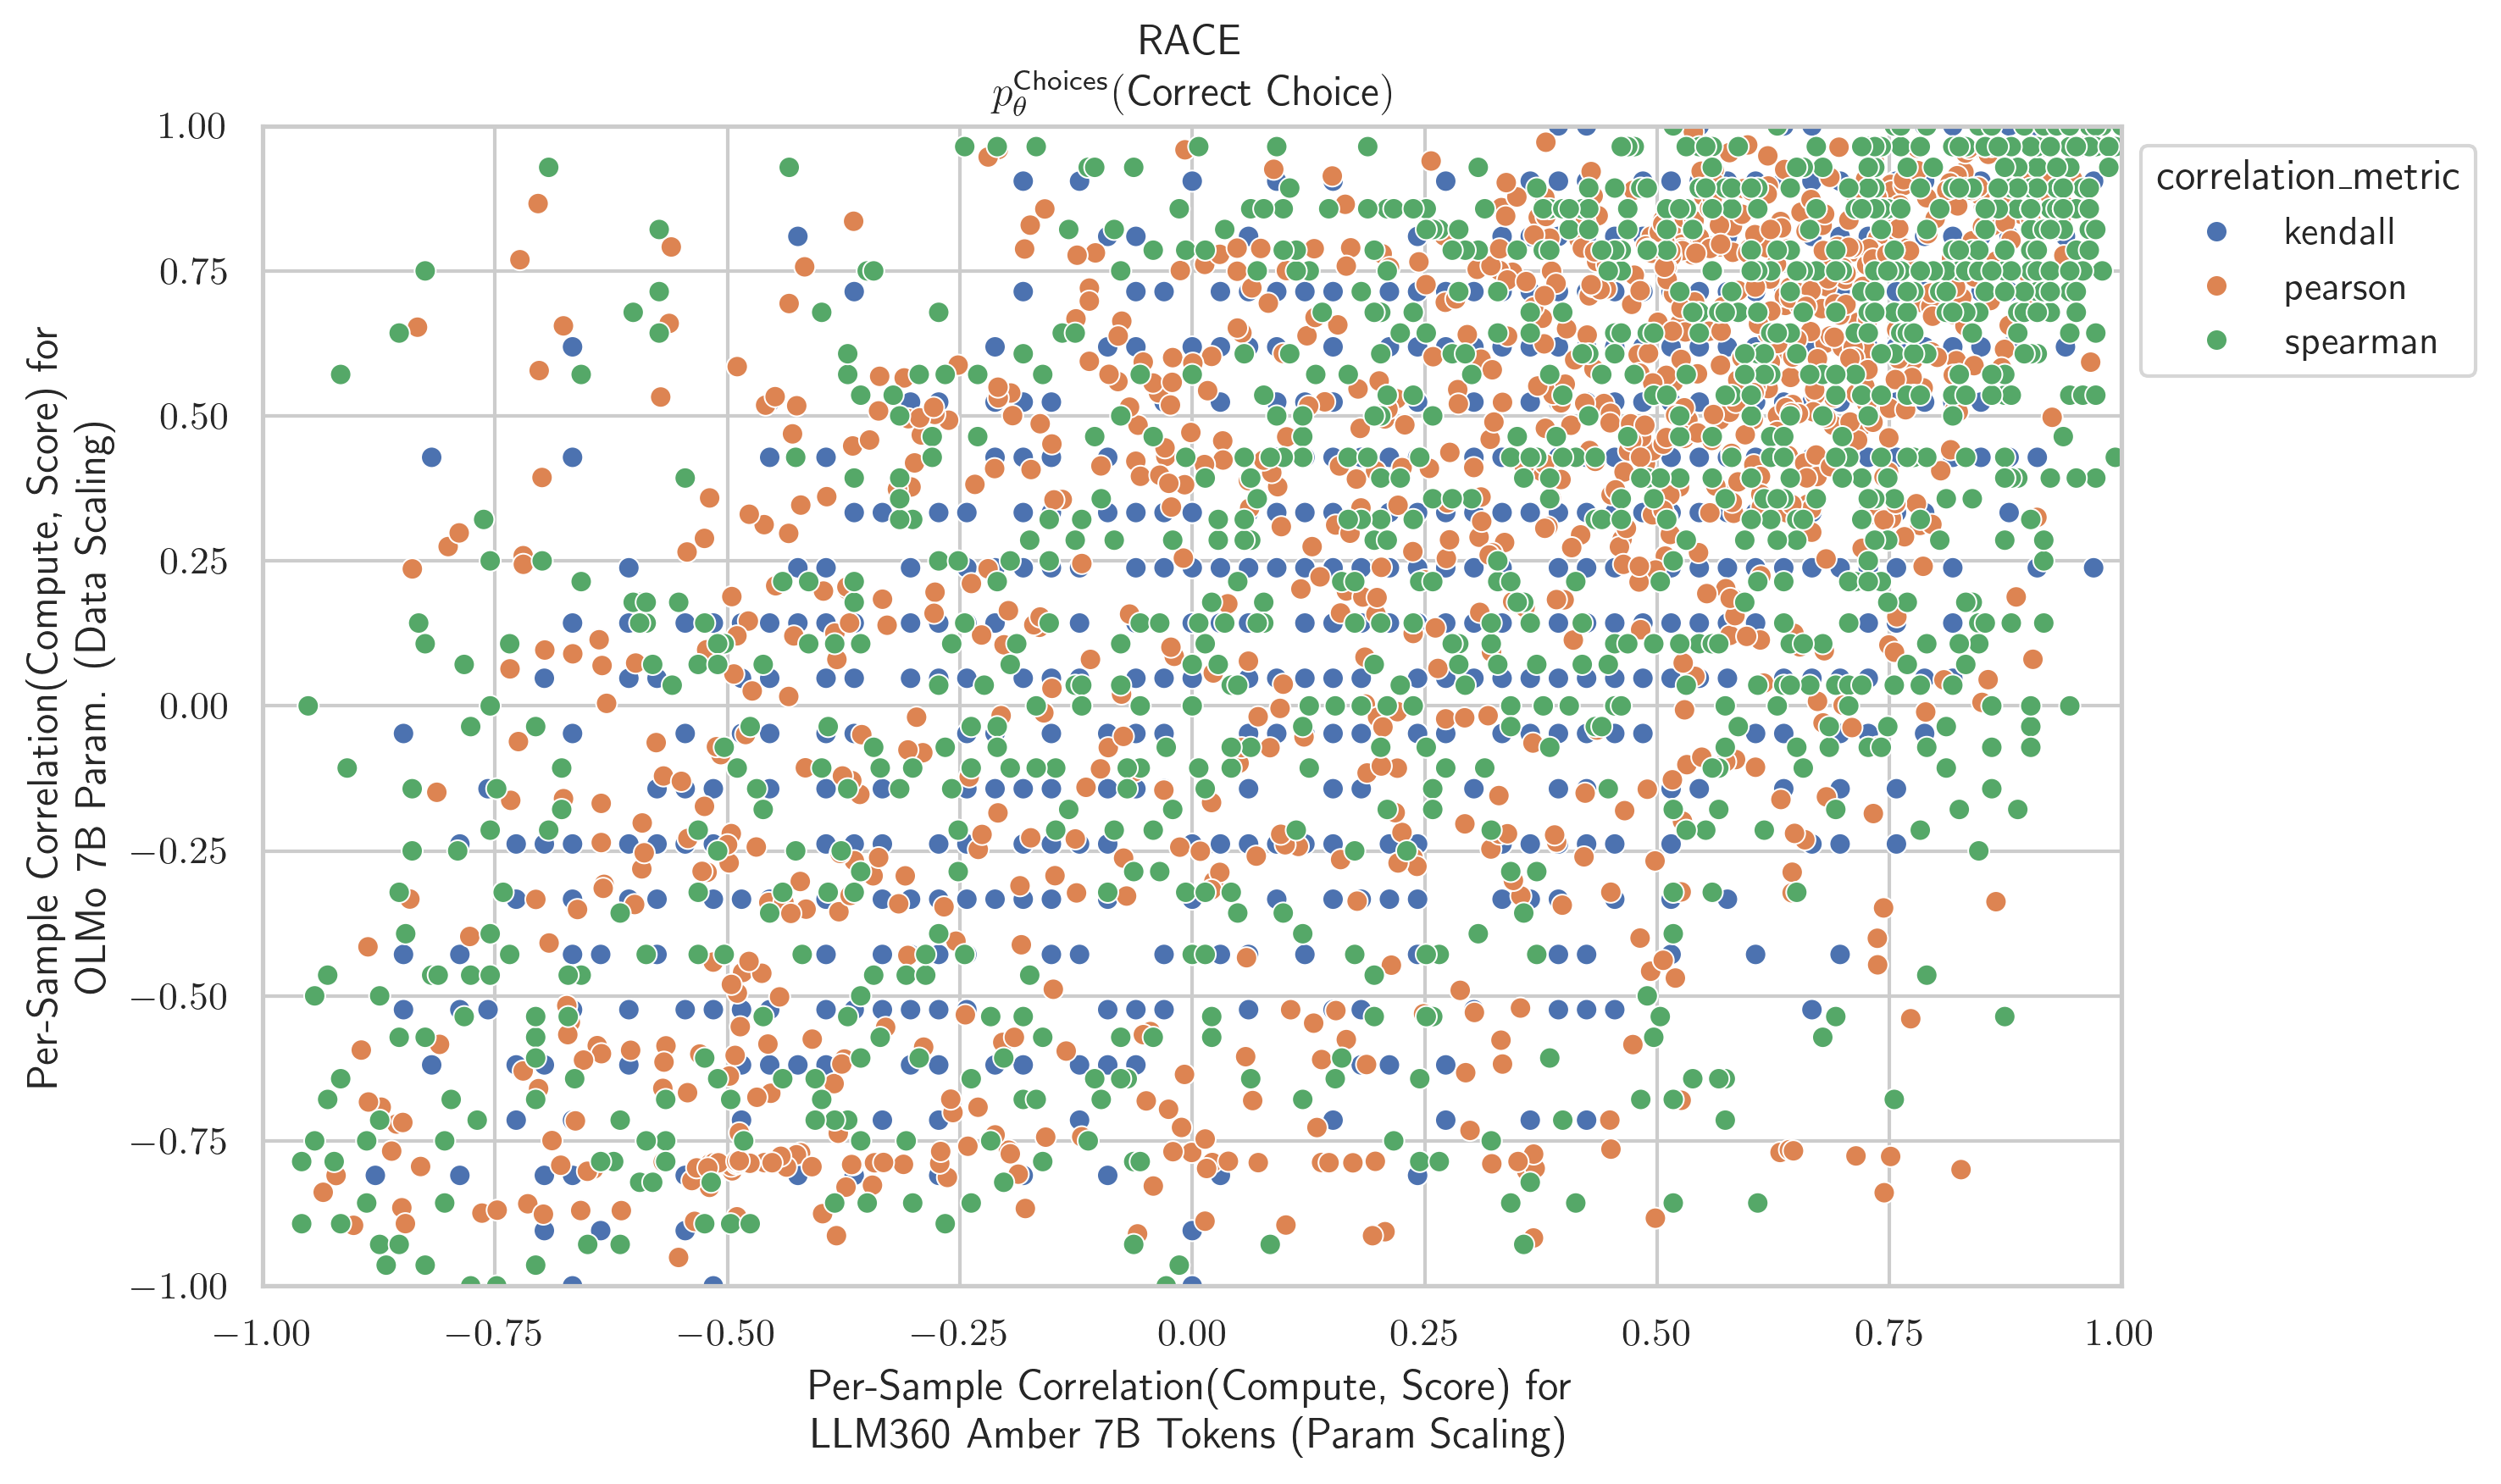 RACE
p_θ^Choices(Correct Choice)
1.00
0.75
0.50
0.25
0.00
−0.25
−0.50
−0.75
−1.00
Per-Sample Correlation(Compute, Score) for
OLMo 7B Param. (Data Scaling)
−1.00 −0.75 −0.50 −0.25 0.00 0.25 0.50 0.75 1.00
Per-Sample Correlation(Compute, Score) for
LLM360 Amber 7B Tokens (Param Scaling)
correlation_metric
kendall
pearson
spearman